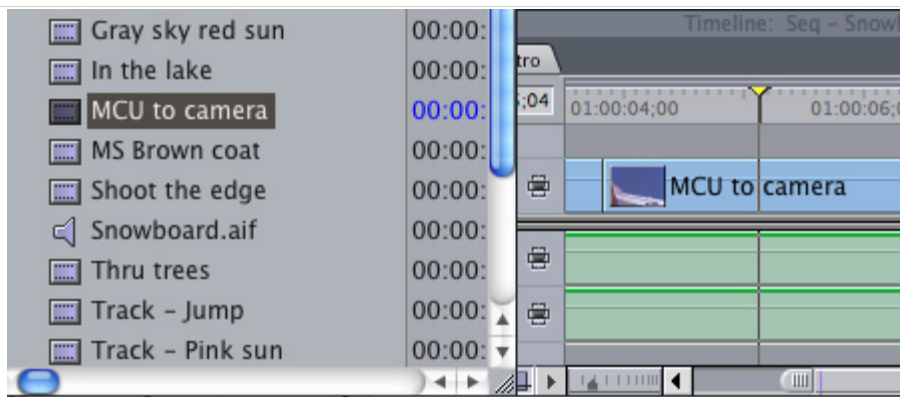 Gray sky red sun 00:00:
In the lake 00:00:
MCU to camera 00:00:
MS Brown coat 00:00:
Shoot the edge 00:00:
Snowboard.aif 00:00:
Thru trees 00:00:
Track – Jump 00:00:
Track – Pink sun 00:00:
Timeline: Seq – Snow
tro
;04 01:00:04;00 01:00:06;
MCU to camera